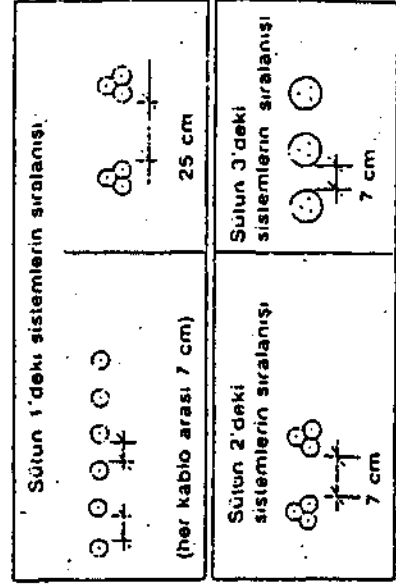 Sütun 1'deki sistemlerin sıralanışı
(her kablo arası 7 cm)
25 cm
Sütun 2'deki
sistemlerin sıralanışı
7 cm
Sütun 3'deki
sistemlerin sıralanışı
7 cm